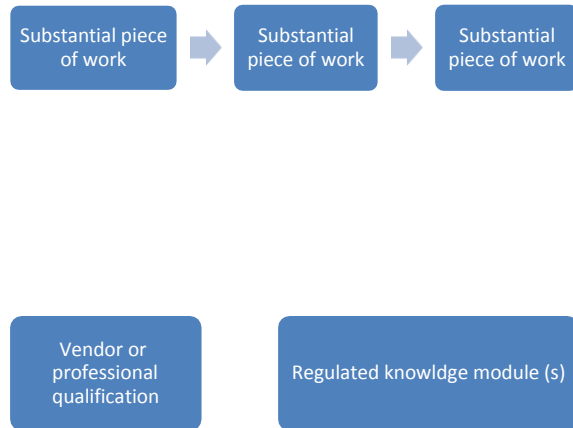 Substantial piece
of work
Substantial
piece of work
Substantial
piece of work
Vendor or
professional
qualification
Regulated knowldge module (s)